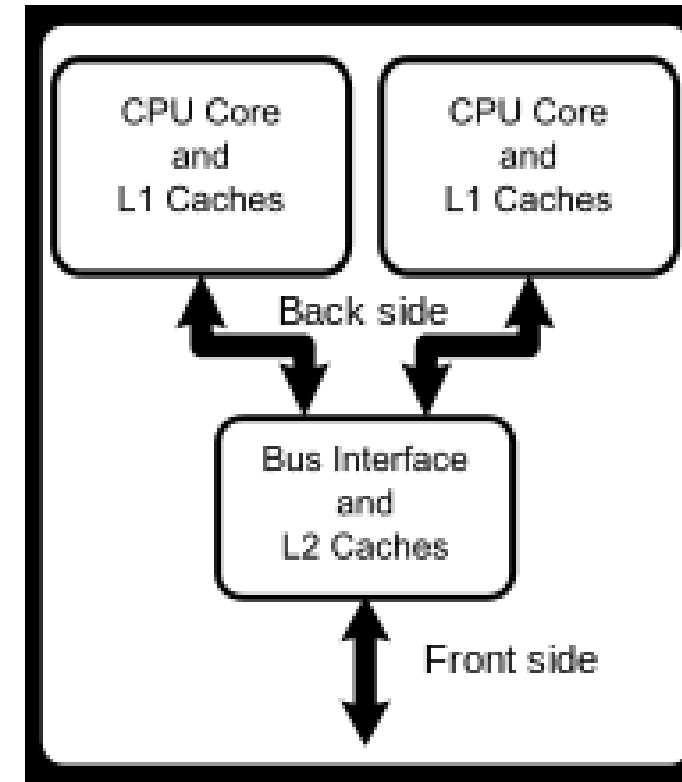 CPU Core
and
L1 Caches
CPU Core
and
L1 Caches
Back side
Bus Interface
and
L2 Caches
Front side